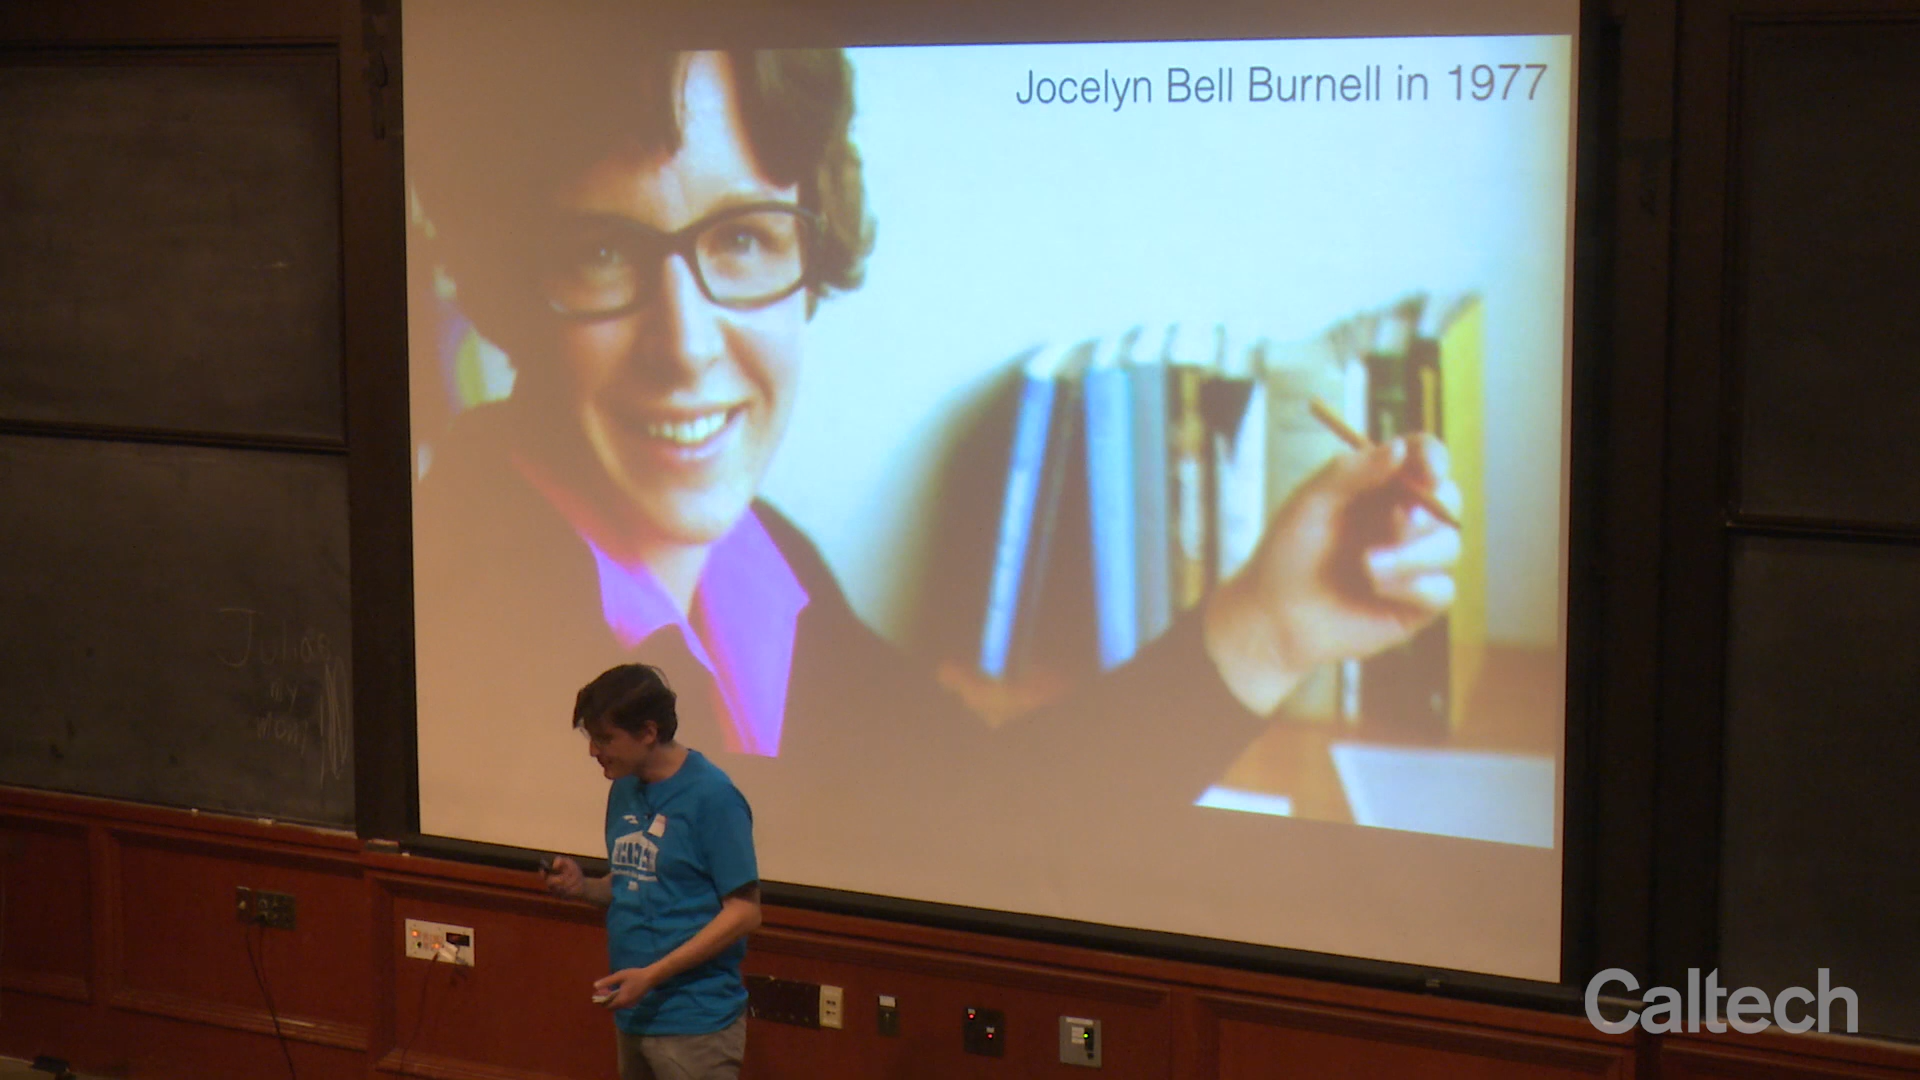 Jocelyn Bell Burnell in 1977
Julia
my
mom
Caltech